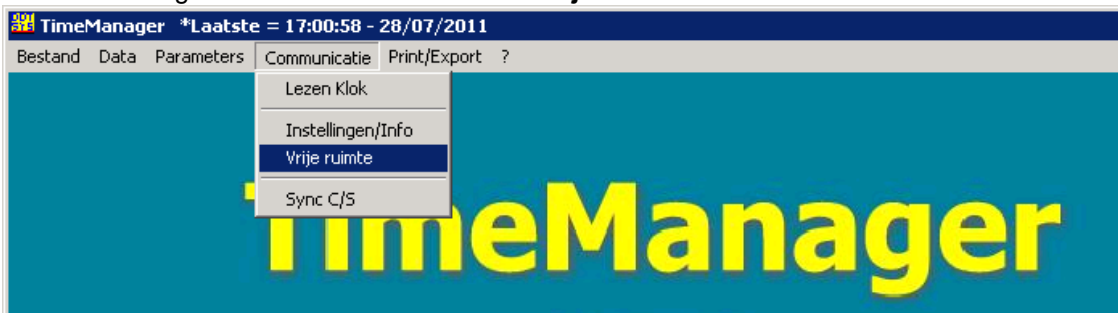 TimeManager *Laatste = 17:00:58 - 28/07/2011
Bestand Data Parameters Communicatie Print/Export ?
Lezen Klok
Instellingen/Info
Vrije ruimte
Sync C/S
TimeManager